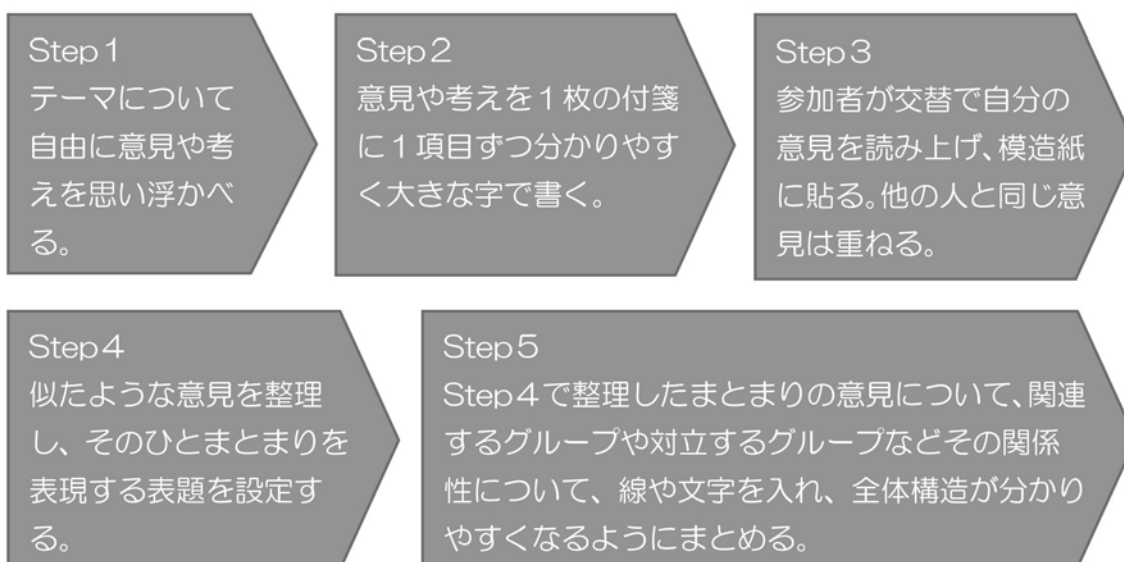 Step1
テーマについて
自由に意見や考
えを思い浮かべ
る。
Step2
意見や考えを1枚の付箋
に1項目ずつ分かりやす
く大きな字で書く。
Step3
参加者が交替で自分の
意見を読み上げ、模造紙
に貼る。他の人と同じ意
見は重ねる。
Step4
似たような意見を整理
し、そのひとまとまりを
表現する表題を設定す
る。
Step5
Step4で整理したまとまりの意見について、関連
するグループや対立するグループなどその関係
性について、線や文字を入れ、全体構造が分かり
やすくなるようにまとめる。